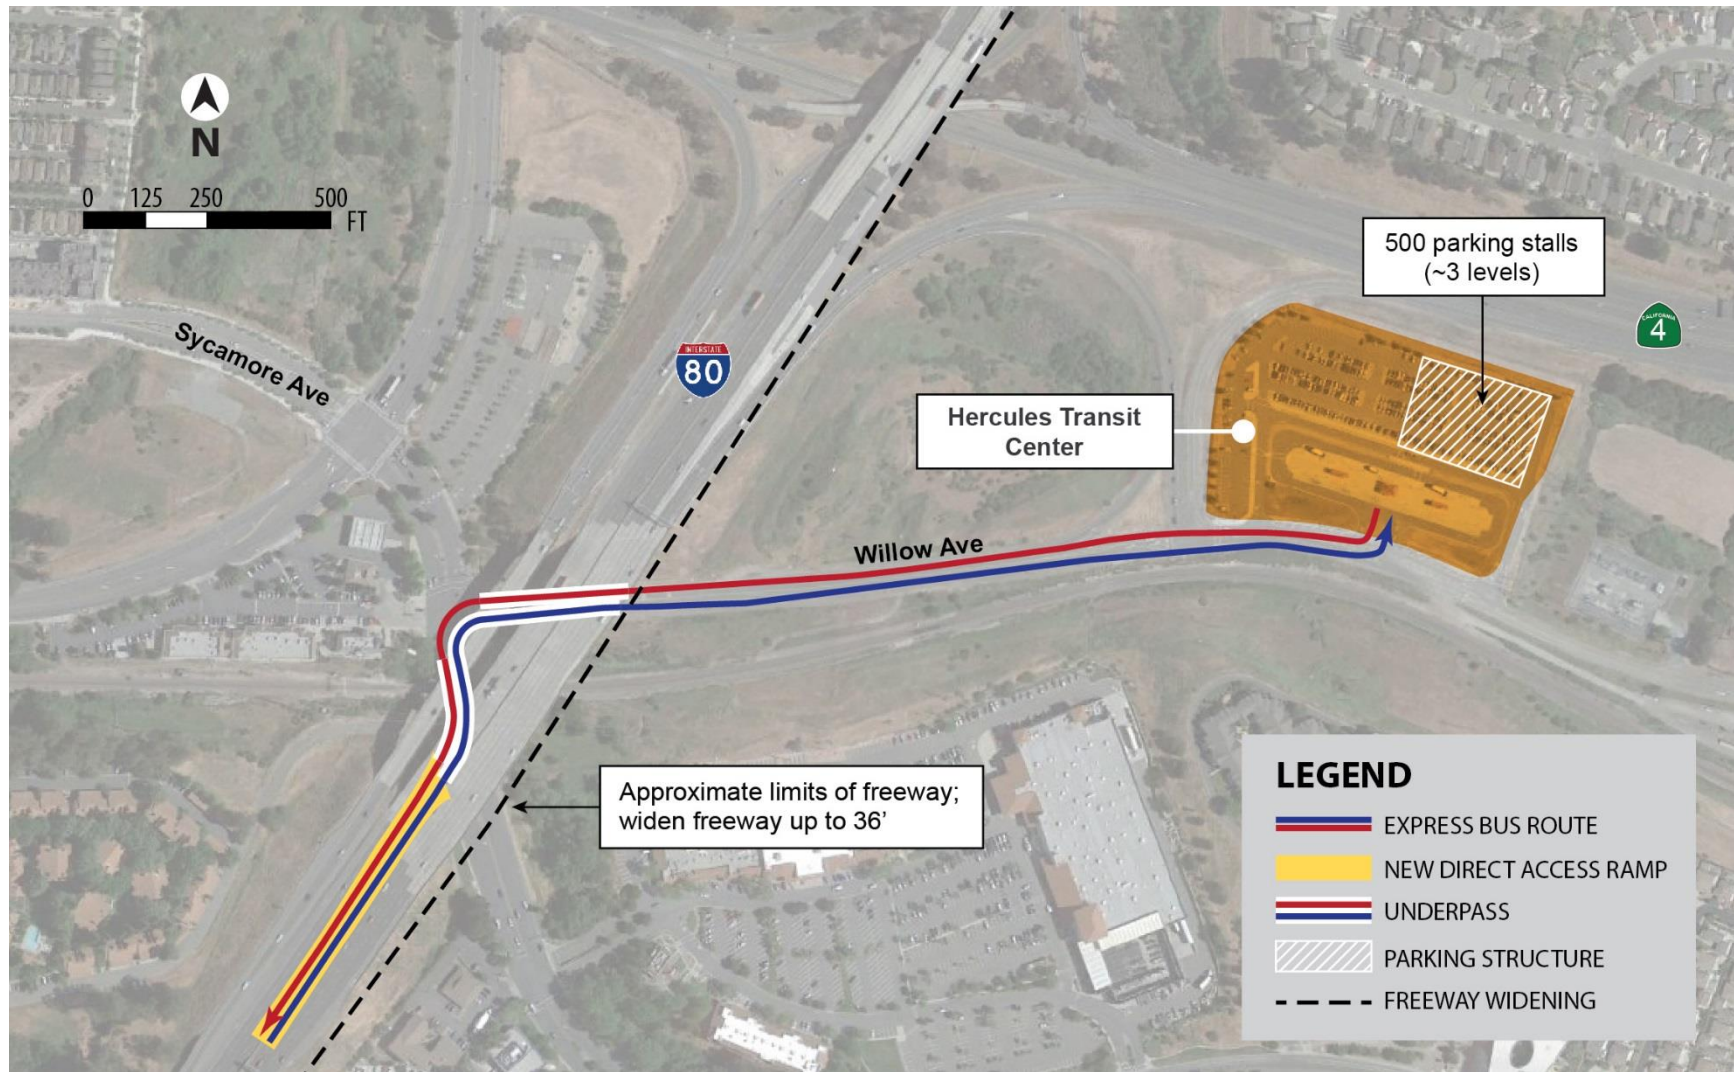 N
0 125 250 500
FT
500 parking stalls
(~3 levels)
CALIFORNIA
4
Sycamore Ave
INTERSTATE
80
Hercules Transit
Center
Willow Ave
Approximate limits of freeway;
widen freeway up to 36’
LEGEND
EXPRESS BUS ROUTE
NEW DIRECT ACCESS RAMP
UNDERPASS
PARKING STRUCTURE
FREEWAY WIDENING